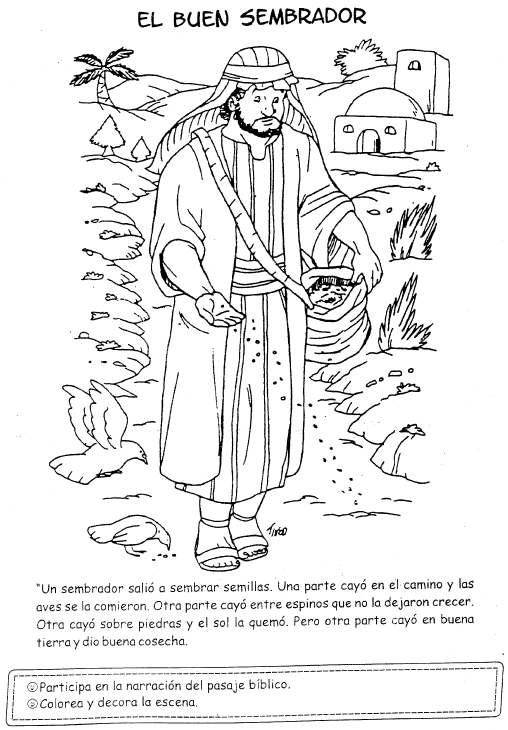 EL BUEN SEMBRADOR
"Un sembrador salió a sembrar semillas. Una parte cayó en el camino y las
aves se la comieron. Otra parte cayó entre espinos que no la dejaron crecer.
Otra cayó sobre piedras y el sol la quemó. Pero otra parte cayó en buena
tierra y dio buena cosecha.
Participa en la narración del pasaje bíblico.
Colorea y decora la escena.